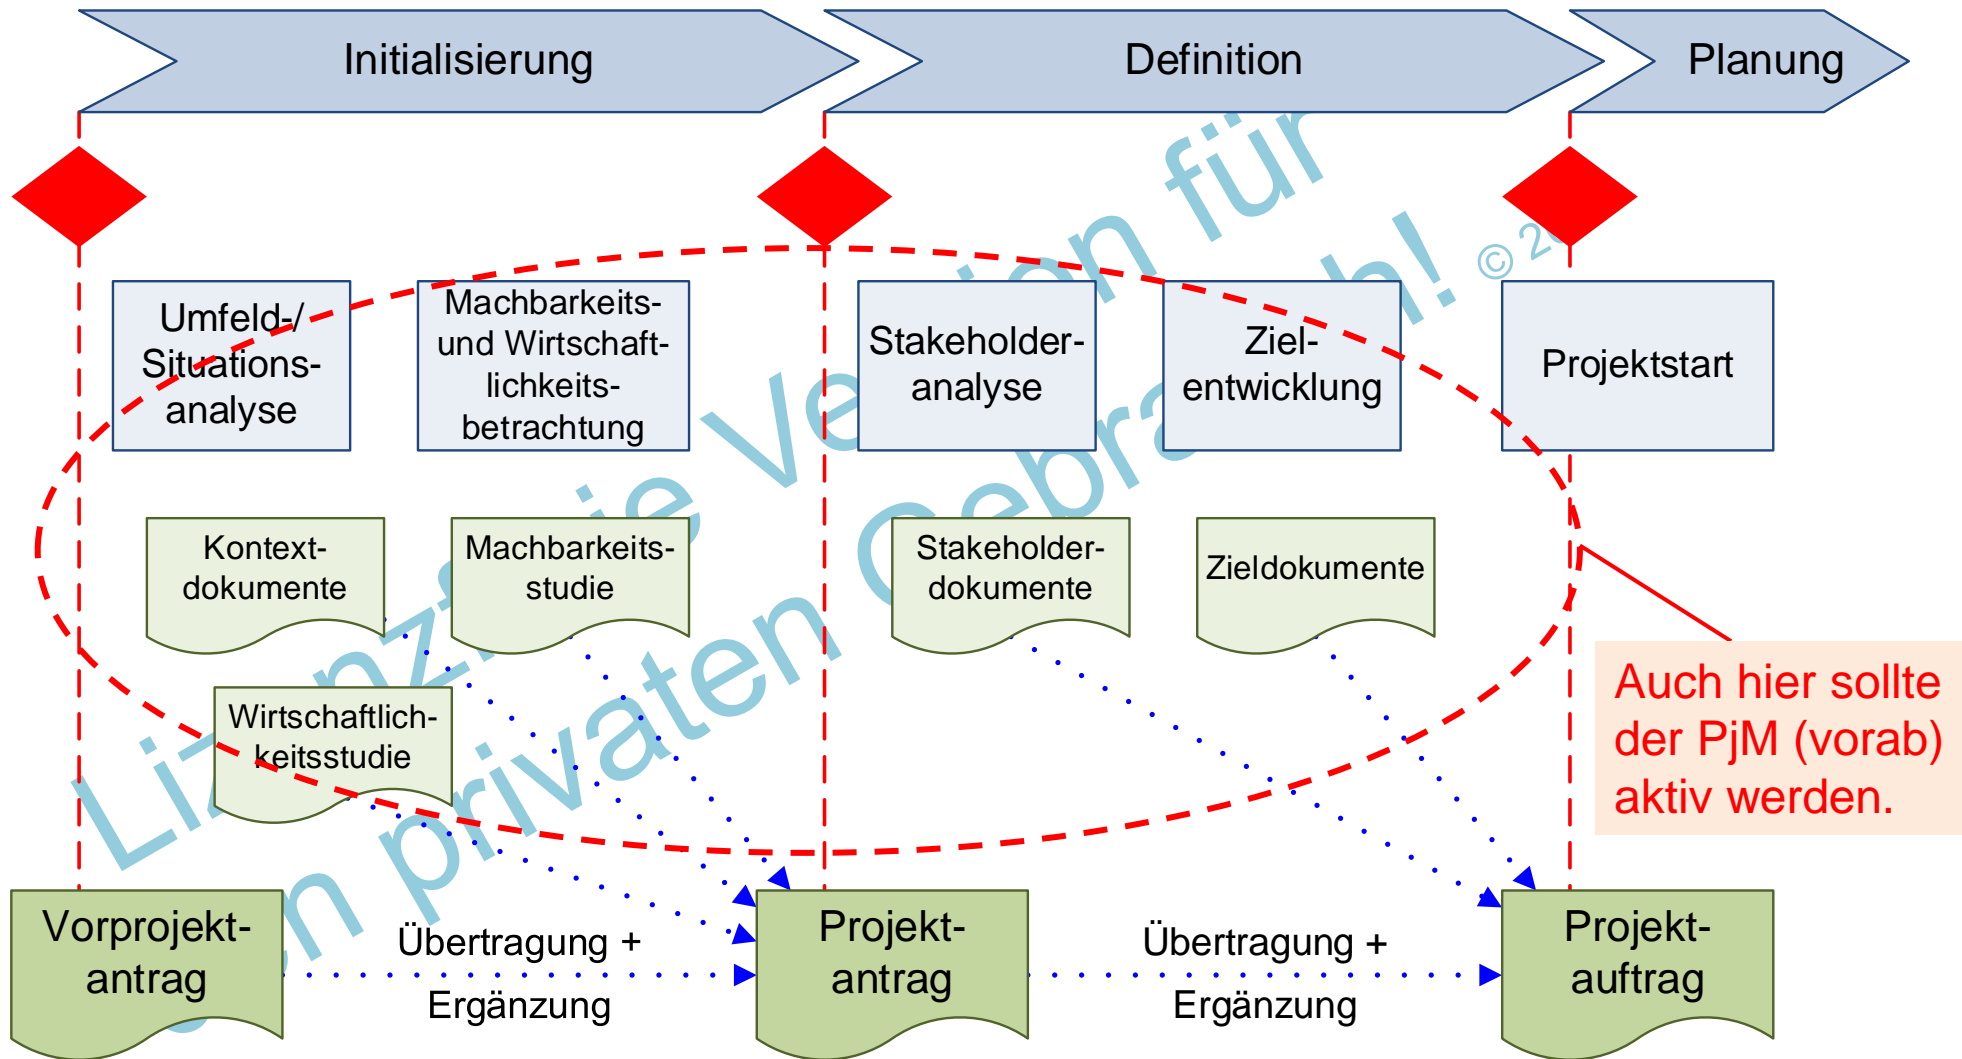 Initialisierung
Definition
Planung
Umfeld-/
Situations-
analyse
Machbarkeits-
und Wirtschaft-
lichkeits-
betrachtung
Stakeholder-
analyse
Ziel-
entwicklung
Projektstart
Kontext-
dokumente
Machbarkeits-
studie
Stakeholder-
dokumente
Zieldokumente
Wirtschaftlich-
keitsstudie
Auch hier sollte
der PjM (vorab)
aktiv werden.
Vorprojekt-
antrag
Übertragung +
Ergänzung
Projekt-
antrag
Übertragung +
Ergänzung
Projekt-
auftrag
für
privaten
©